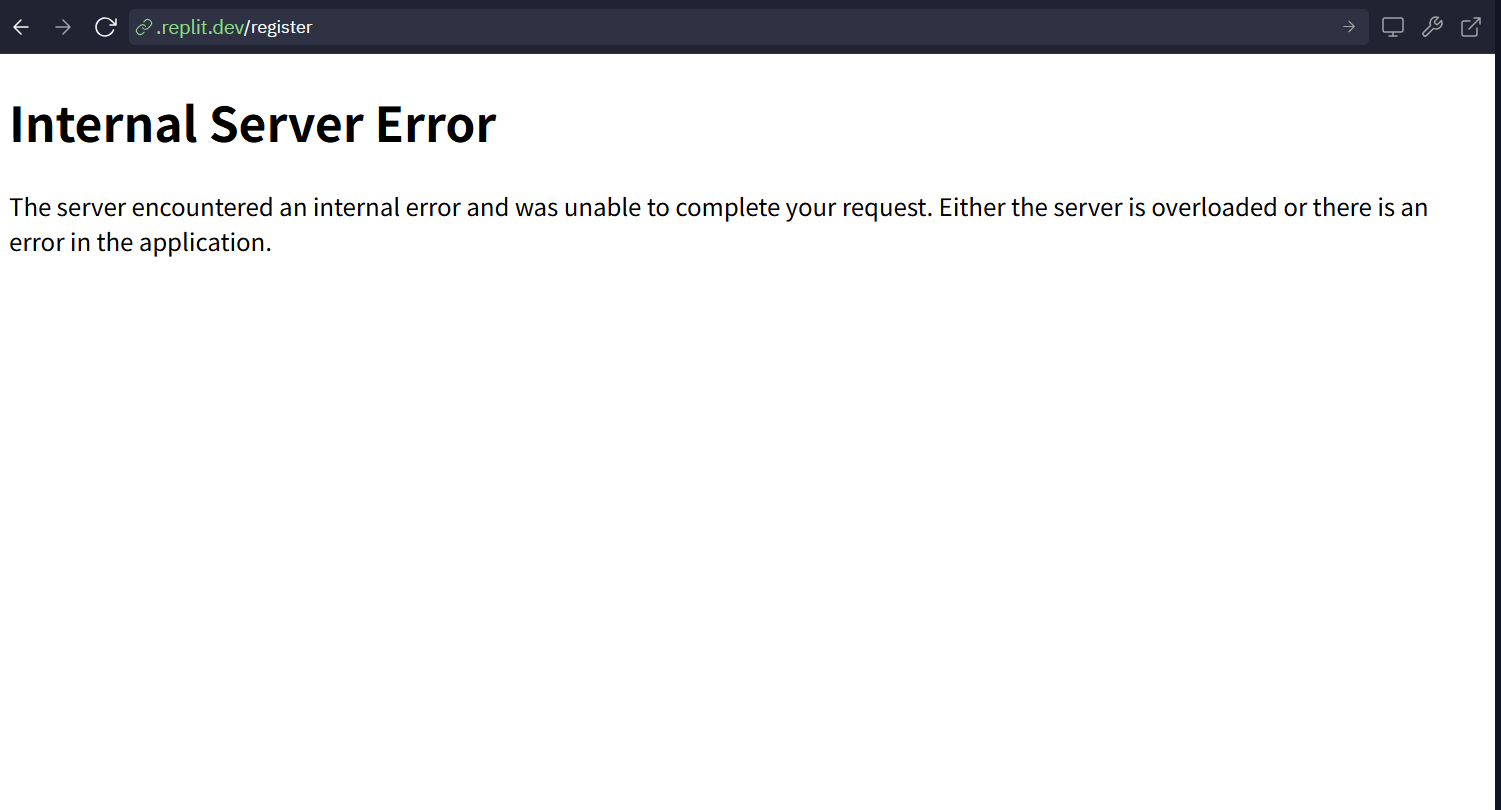 .replit.dev/register
Internal Server Error
The server encountered an internal error and was unable to complete your request. Either the server is overloaded or there is an
error in the application.